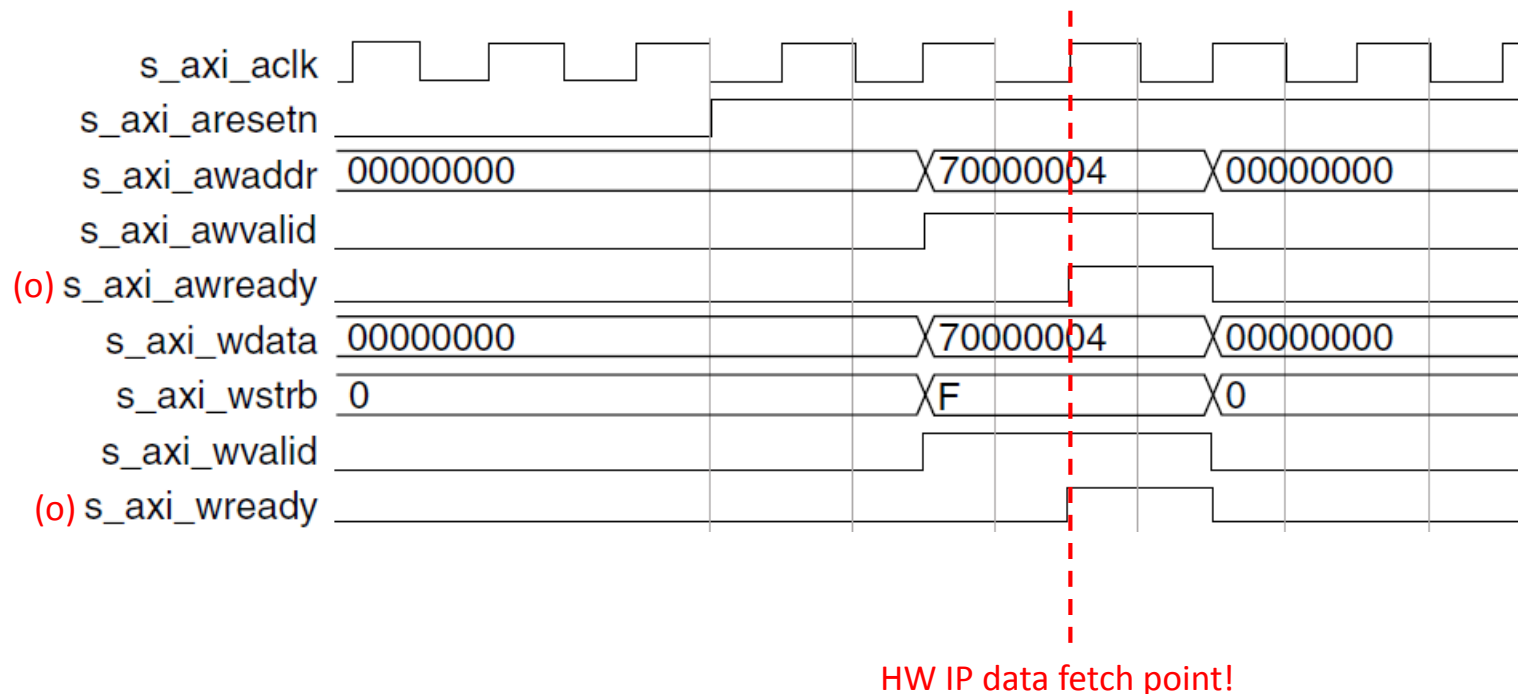 s_axi_aclk
s_axi_aresetn
s_axi_awaddr 00000000 70000004 00000000
s_axi_awvalid
(o) s_axi_awready
s_axi_wdata 00000000 70000004 00000000
s_axi_wstrb 0 F 0
s_axi_wvalid
(o) s_axi_wready
HW IP data fetch point!